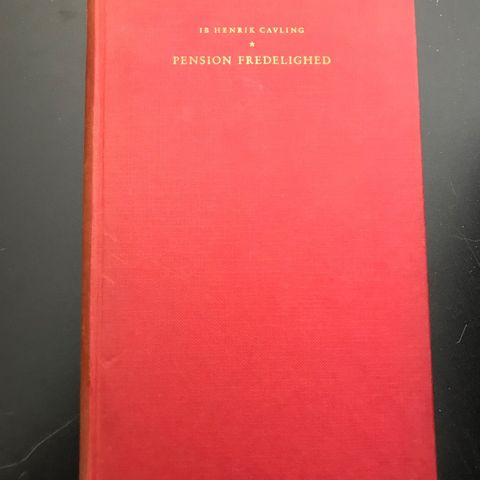 IB HENRIK CAVLING
★
PENSION FREDELIGHED